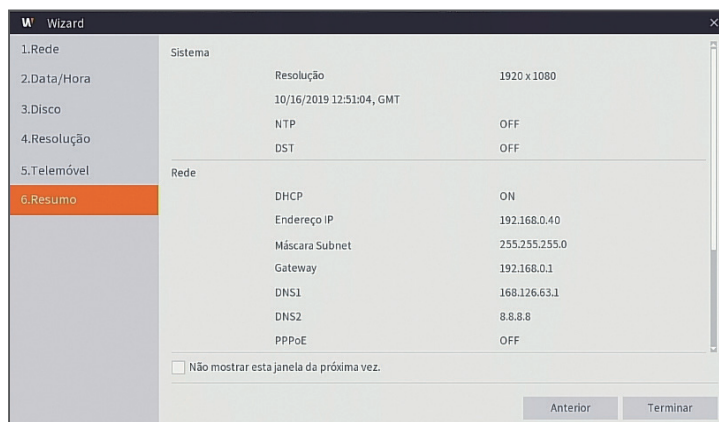 W Wizard
1.Rede
2.Data/Hora
3.Disco
4.Resolução
5.Telemóvel
6.Resumo
Sistema
Resolução 1920 x 1080
10/16/2019 12:51:04, GMT
NTP OFF
DST OFF
Rede
DHCP ON
Endereço IP 192.168.0.40
Máscara Subnet 255.255.255.0
Gateway 192.168.0.1
DNS1 168.126.63.1
DNS2 8.8.8.8
PPPoE OFF
Não mostrar esta janela da próxima vez.
Anterior Terminar